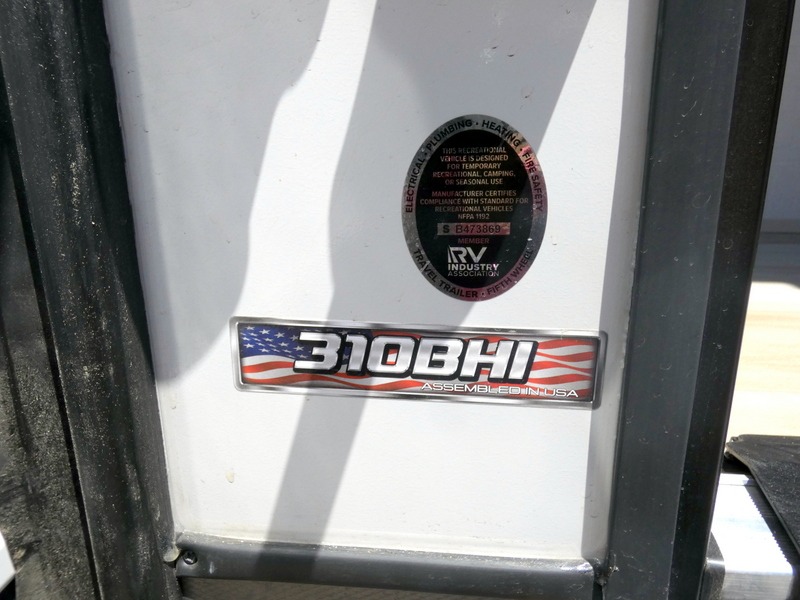 ELECTRICAL • PLUMBING • HEATING • FIRE SAFETY
THIS RECREATIONAL
VEHICLE IS DESIGNED
FOR TEMPORARY
RECREATIONAL, CAMPING,
OR SEASONAL USE
MANUFACTURER CERTIFIES
COMPLIANCE WITH STANDARD FOR
RECREATIONAL VEHICLES
NFPA 1192
S B473869
MEMBER
RV
INDUSTRY
ASSOCIATION
TRAVEL TRAILER • FIFTH WHEEL
310BHI
ASSEMBLED IN USA